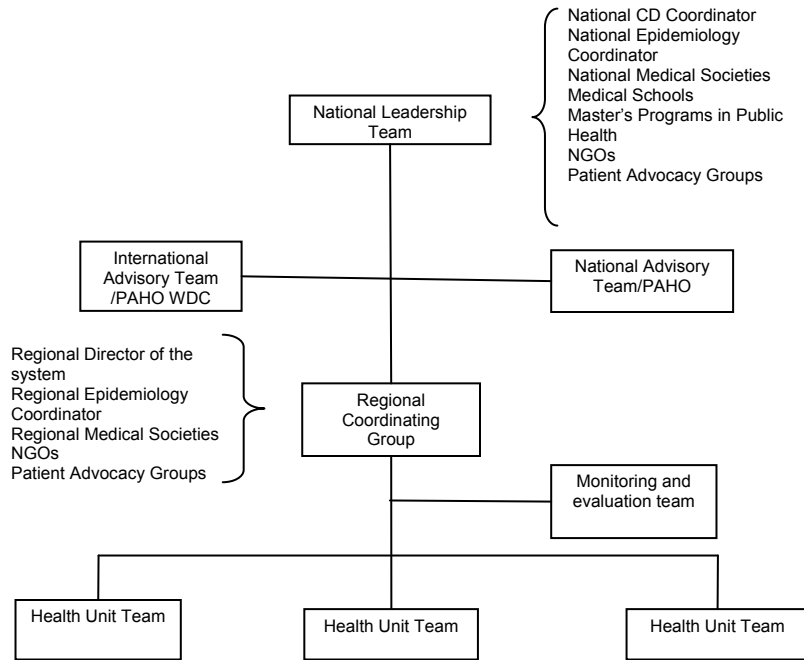 National CD Coordinator
National Epidemiology
Coordinator
National Medical Societies
Medical Schools
Master's Programs in Public
Health
NGOs
Patient Advocacy Groups
National Leadership
Team
International
Advisory Team
/PAHO WDC
National Advisory
Team/PAHO
Regional Director of the
system
Regional Epidemiology
Coordinator
Regional Medical Societies
NGOs
Patient Advocacy Groups
Regional
Coordinating
Group
Monitoring and
evaluation team
Health Unit Team
Health Unit Team
Health Unit Team